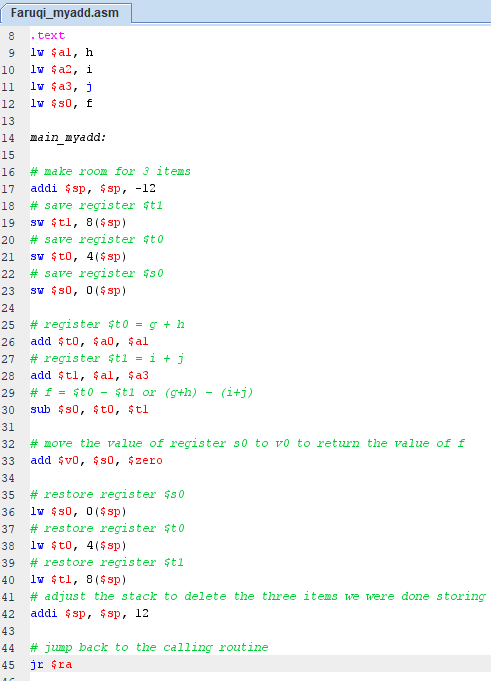 Faruqi_myadd.asm
8 .text
9 lw $a1, h
10 lw $a2, i
11 lw $a3, j
12 lw $s0, f
13
14 main_myadd:
15
16 # make room for 3 items
17 addi $sp, $sp, -12
18 # save register $t1
19 sw $t1, 8($sp)
20 # save register $t0
21 sw $t0, 4($sp)
22 # save register $s0
23 sw $s0, 0($sp)
24
25 # register $t0 = g + h
26 add $t0, $a0, $a1
27 # register $t1 = i + j
28 add $t1, $a1, $a3
29 # f = $t0 - $t1 or (g+h) - (i+j)
30 sub $s0, $t0, $t1
31
32 # move the value of register s0 to v0 to return the value of f
33 add $v0, $s0, $zero
34
35 # restore register $s0
36 lw $s0, 0($sp)
37 # restore register $t0
38 lw $t0, 4($sp)
39 # restore register $t1
40 lw $t1, 8($sp)
41 # adjust the stack to delete the three items we were done storing
42 addi $sp, $sp, 12
43
44 # jump back to the calling routine
45 jr $ra